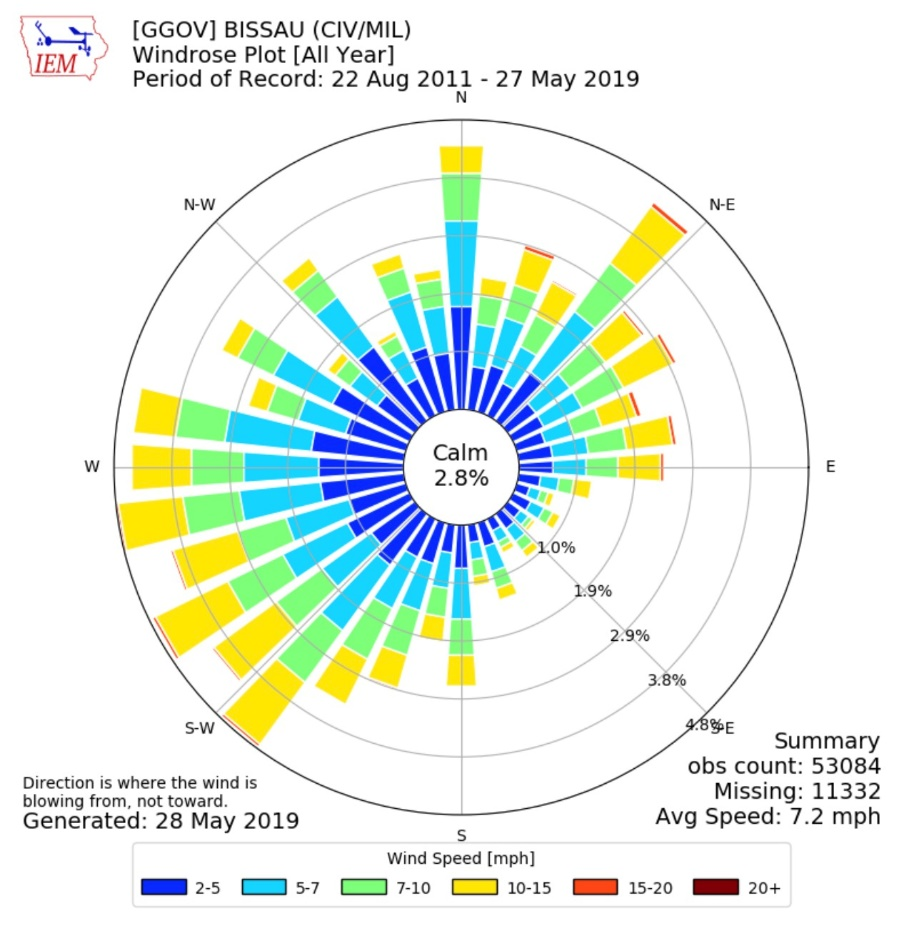 IEM
[GGOV] BISSAU (CIV/MIL)
Windrose Plot [All Year]
Period of Record: 22 Aug 2011 - 27 May 2019
N
N-W
N-E
Calm
2.8%
W
E
1.0%
1.9%
2.9%
3.8%
4.8%
S-W
S-E
S
Summary
obs count: 53084
Missing: 11332
Avg Speed: 7.2 mph
Direction is where the wind is
blowing from, not toward.
Generated: 28 May 2019
Wind Speed [mph]
2-5 5-7 7-10 10-15 15-20 20+